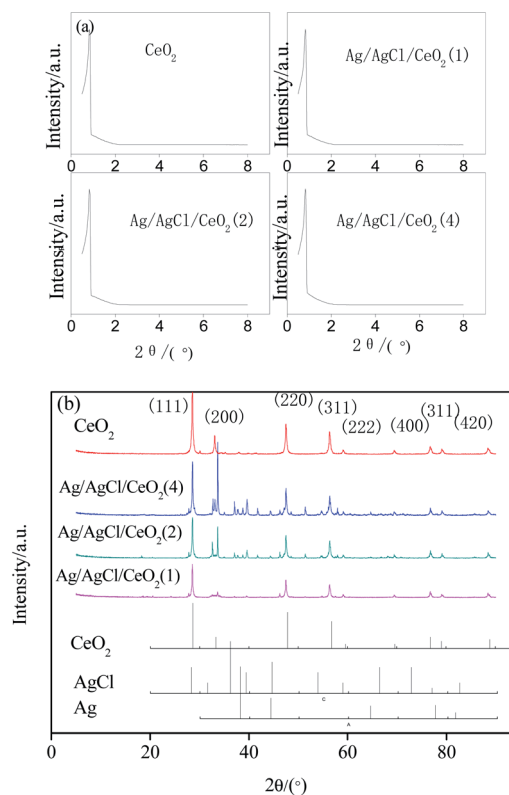 (a)
CeO₂
Intensity/a.u.
0 2 4 6 8
Ag/AgCl/CeO₂(1)
Intensity/a.u.
0 2 4 6 8
Ag/AgCl/CeO₂(2)
Intensity/a.u.
0 2 4 6 8
2 θ/(°)
Ag/AgCl/CeO₂(4)
Intensity/a.u.
0 2 4 6 8
2 θ/(°)
(b)
(111) (200) (220) (311) (222) (400) (311) (420)
CeO₂
Ag/AgCl/CeO₂(4)
Ag/AgCl/CeO₂(2)
Ag/AgCl/CeO₂(1)
CeO₂
AgCl
C
Ag
A
Intensity/a.u.
0 20 40 60 80
2θ/(°)